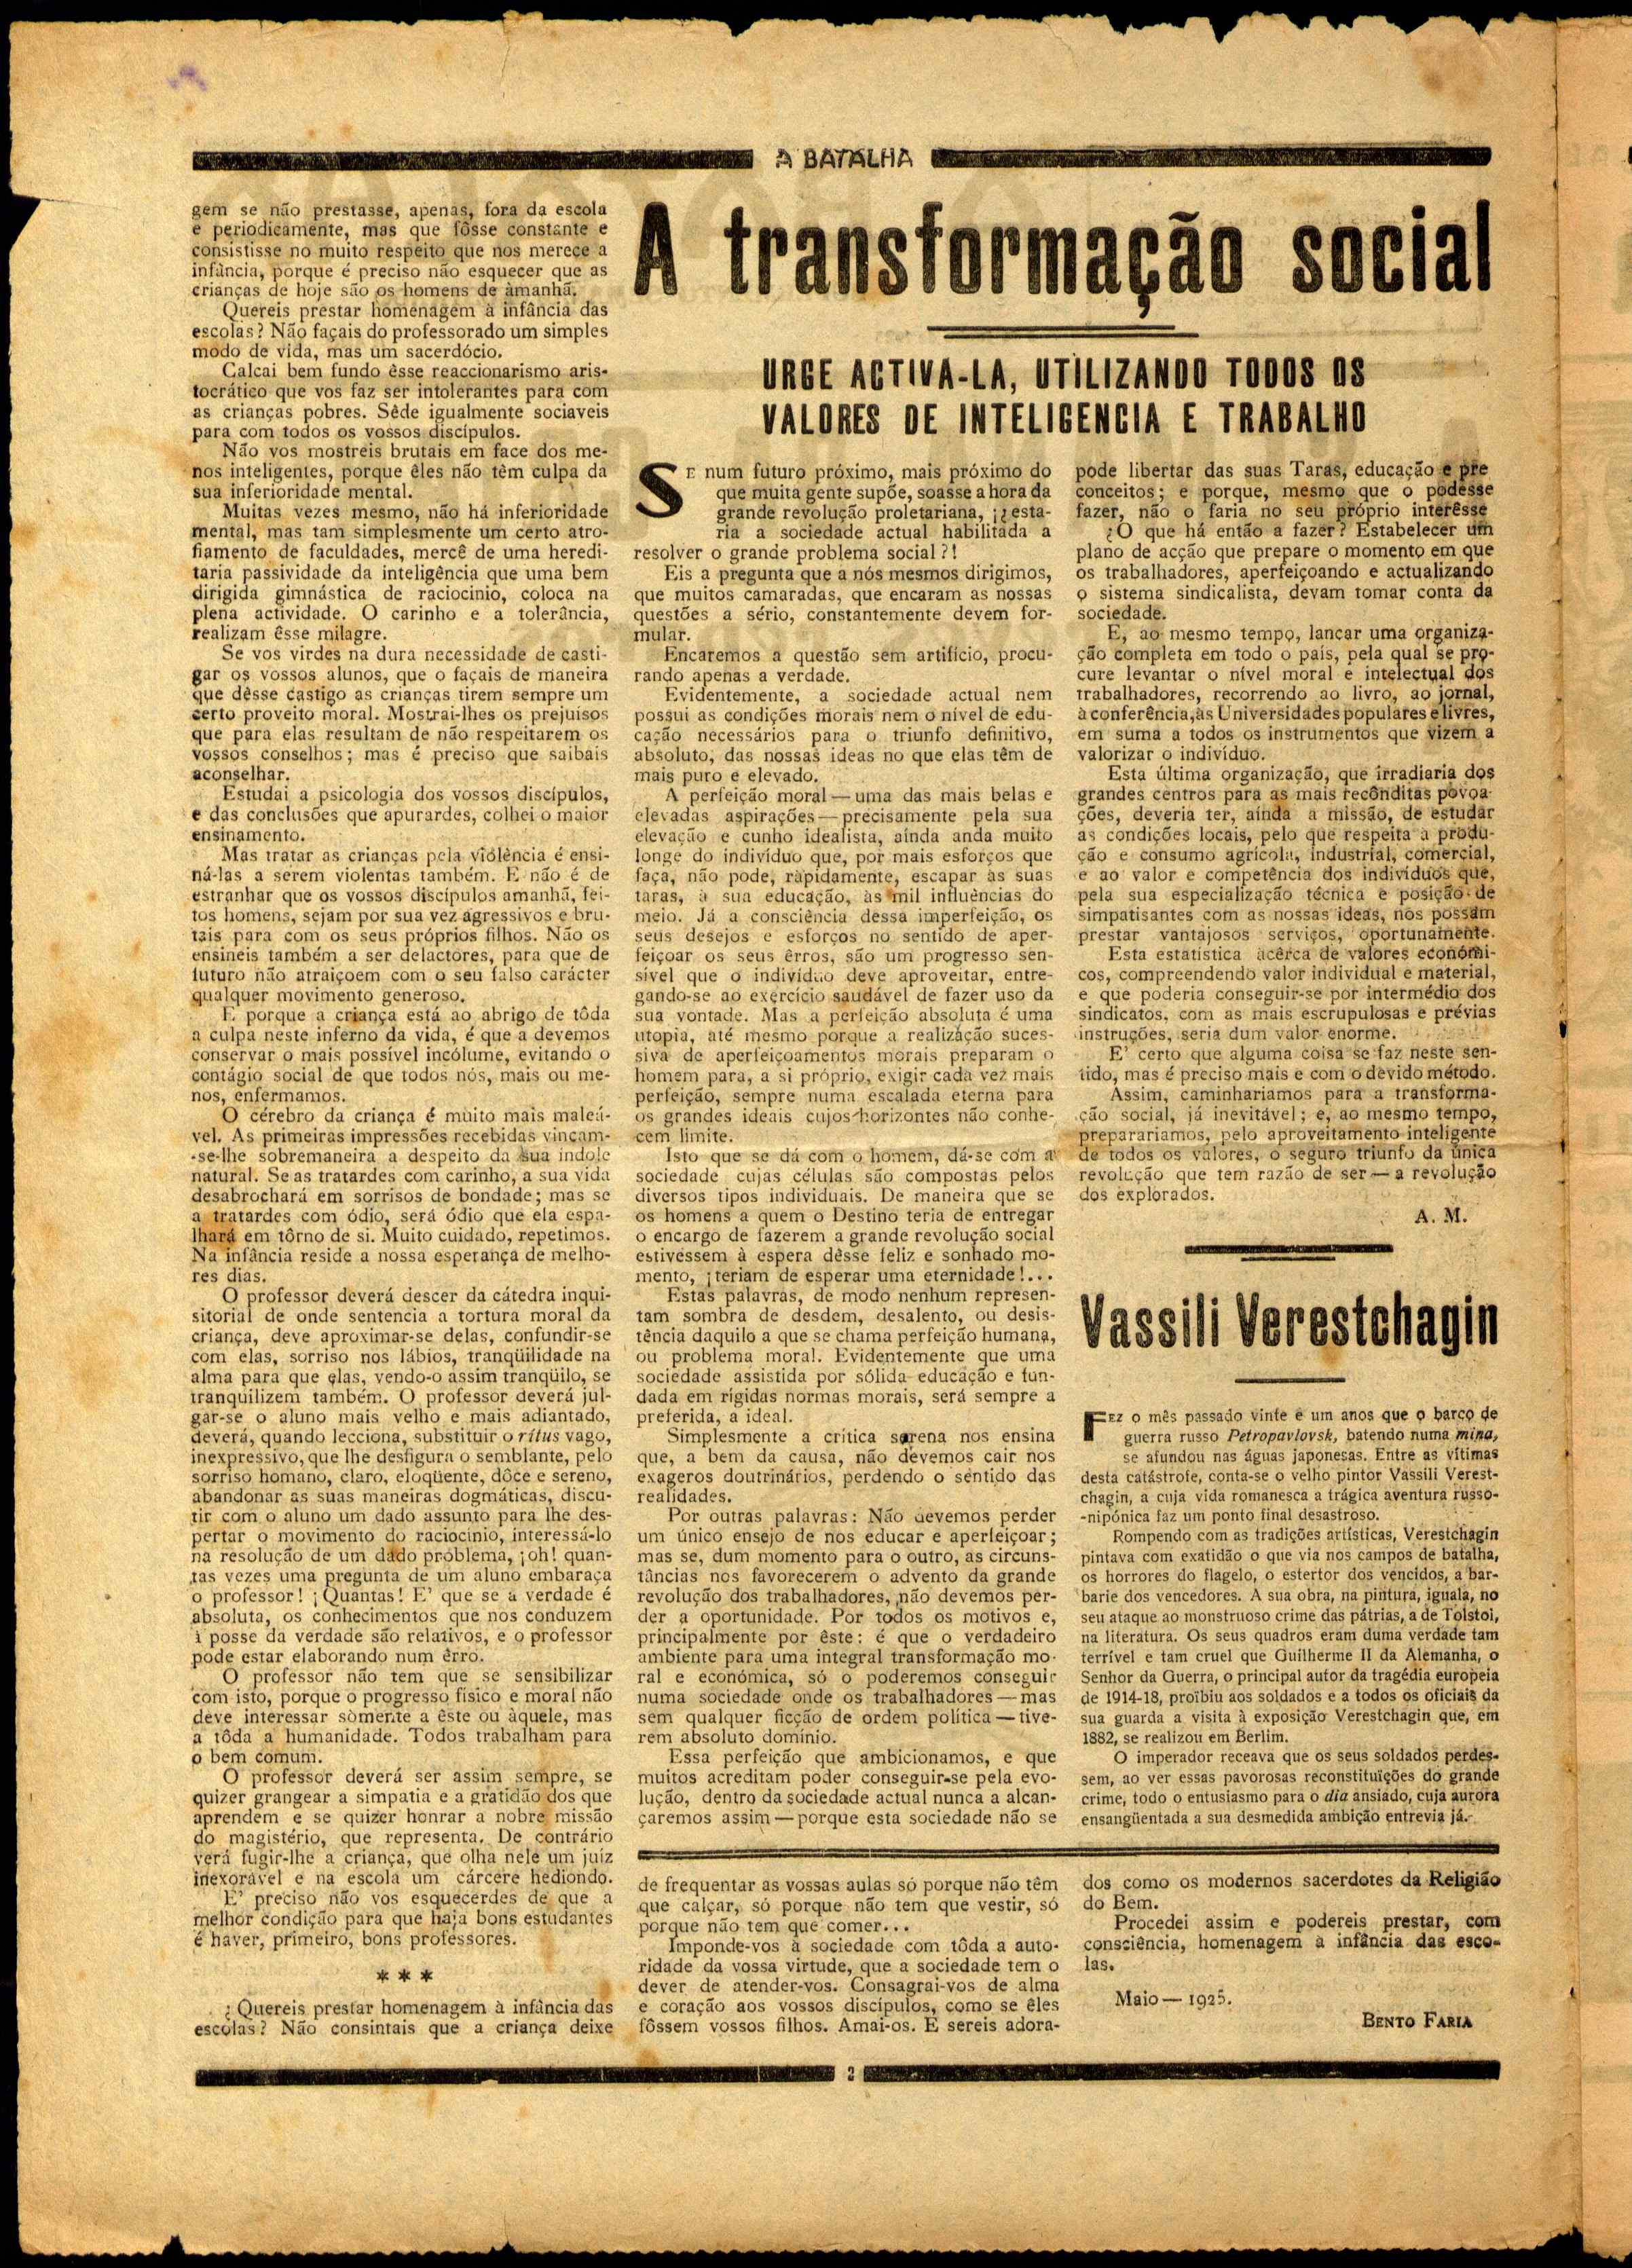 A BATALHA
gem se não prestasse, apenas, fora da escola
e periodicamente, mas que fôsse constante e
consistisse no muito respeito que nos merece a
infância, porque é preciso não esquecer que as
crianças de hoje são os homens de àmanhã.
Quereis prestar homenagem à infância das
escolas? Não façais do professorado um simples
modo de vida, mas um sacerdócio.
Calcai bem fundo êsse reaccionarismo aris-
tocrático que vos faz ser intolerantes para com
as crianças pobres. Sêde igualmente sociaveis
para com todos os vossos discípulos.
Não vos mostreis brutais em face dos me-
nos inteligentes, porque êles não têm culpa da
sua inferioridade mental.
Muitas vezes mesmo, não há inferioridade
mental, mas tam simplesmente um certo atro-
fiamento de faculdades, mercê de uma heredi-
taria passividade da inteligência que uma bem
dirigida gimnástica de raciocinio, coloca na
plena actividade. O carinho e a tolerância,
realizam êsse milagre.
Se vos virdes na dura necessidade de casti-
gar os vossos alunos, que o façais de maneira
que dêsse castigo as crianças tirem sempre um
certo proveito moral. Mostrai-lhes os prejuisos
que para elas resultam de não respeitarem os
vossos conselhos; mas é preciso que saibais
aconselhar.
Estudai a psicologia dos vossos discípulos,
e das conclusões que apurardes, colhei o maior
ensinamento.
Mas tratar as crianças pela violência é ensi-
ná-las a serem violentas também. E não é de
estranhar que os vossos discípulos amanhã, fei-
tos homens, sejam por sua vez agressivos e bru-
tais para com os seus próprios filhos. Não os
ensineis também a ser delactores, para que de
futuro não atraiçoem com o seu falso carácter
qualquer movimento generoso.
E porque a criança está ao abrigo de tôda
a culpa neste inferno da vida, é que a devemos
conservar o mais possível incólume, evitando o
contágio social de que todos nós, mais ou me-
nos, enfermamos.
O cérebro da criança é muito mais maleá-
vel. As primeiras impressões recebidas vincam-
-se-lhe sobremaneira a despeito da sua indole
natural. Se as tratardes com carinho, a sua vida
desabrochará em sorrisos de bondade; mas se
a tratardes com ódio, será ódio que ela espa-
lhará em tôrno de si. Muito cuidado, repetimos.
Na infância reside a nossa esperança de melho-
res dias.
O professor deverá descer da cátedra inqui-
sitorial de onde sentencia a tortura moral da
criança, deve aproximar-se delas, confundir-se
com elas, sorriso nos lábios, tranqüilidade na
alma para que elas, vendo-o assim tranqüilo, se
tranquilizem também. O professor deverá jul-
gar-se o aluno mais velho e mais adiantado,
deverá, quando lecciona, substituir o rítus vago,
inexpressivo, que lhe desfigura o semblante, pelo
sorriso homano, claro, eloqüente, dôce e sereno,
abandonar as suas maneiras dogmáticas, discu-
tir com o aluno um dado assunto para lhe des-
pertar o movimento do raciocinio, interessá-lo
na resolução de um dado próblema, ¡oh! quan-
tas vezes uma pregunta de um aluno embaraça
o professor! ¡Quantas! E' que se a verdade é
absoluta, os conhecimentos que nos conduzem
à posse da verdade são relativos, e o professor
pode estar elaborando num êrro.
O professor não tem que se sensibilizar
com isto, porque o progresso físico e moral não
deve interessar sòmente a êste ou àquele, mas
a tôda a humanidade. Todos trabalham para
o bem comum.
O professor deverá ser assim sempre, se
quizer grangear a simpatia e a gratidão dos que
aprendem e se quizer honrar a nobre missão
do magistério, que representa. De contrário
verá fugir-lhe a criança, que olha nele um juiz
inexorável e na escola um cárcere hediondo.
E' preciso não vos esquecerdes de que a
melhor condição para que haja bons estudantes
é haver, primeiro, bons professores.
* * *
¿Quereis prestar homenagem à infância das
escolas? Não consintais que a criança deixe
de frequentar as vossas aulas só porque não têm
que calçar, só porque não tem que vestir, só
porque não tem que comer...
Imponde-vos à sociedade com tôda a auto-
ridade da vossa virtude, que a sociedade tem o
dever de atender-vos. Consagrai-vos de alma
e coração aos vossos discípulos, como se êles
fôssem vossos filhos. Amai-os. E sereis adora-
dos como os modernos sacerdotes da Religião
do Bem.
Procedei assim e podereis prestar, com
consciência, homenagem à infância das esco-
las.
Maio — 1925.
BENTO FARIA
A transformação social
URGE ACTIVA-LA, UTILIZANDO TODOS OS
VALORES DE INTELIGENCIA E TRABALHO
SE num futuro próximo, mais próximo do
que muita gente supõe, soasse a hora da
grande revolução proletariana, ¡¿esta-
ria a sociedade actual habilitada a
resolver o grande problema social?!
Eis a pregunta que a nós mesmos dirigimos,
que muitos camaradas, que encaram as nossas
questões a sério, constantemente devem for-
mular.
Encaremos a questão sem artifício, procu-
rando apenas a verdade.
Evidentemente, a sociedade actual nem
possui as condições morais nem o nível de edu-
cação necessários para o triunfo definitivo,
absoluto, das nossas ideas no que elas têm de
mais puro e elevado.
A perfeição moral — uma das mais belas e
elevadas aspirações — precisamente pela sua
elevação e cunho idealista, aínda anda muito
longe do indivíduo que, por mais esforços que
faça, não pode, ràpidamente, escapar às suas
taras, à sua educação, às mil influências do
meio. Já a consciência dessa imperfeição, os
seus desejos e esforços no sentido de aper-
feiçoar os seus êrros, são um progresso sen-
sível que o indivíduo deve aproveitar, entre-
gando-se ao exercício saudável de fazer uso da
sua vontade. Mas a perfeição absoluta é uma
utopia, até mesmo porque a realização suces-
siva de aperfeiçoamentos morais preparam o
homem para, a si próprio, exigir cada vez mais
perfeição, sempre numa escalada eterna para
os grandes ideais cujos horizontes não conhe-
cem limite.
Isto que se dá com o homem, dá-se com a
sociedade cujas células são compostas pelos
diversos tipos individuais. De maneira que se
os homens a quem o Destino teria de entregar
o encargo de fazerem a grande revolução social
estivessem à espera dêsse feliz e sonhado mo-
mento, ¡teriam de esperar uma eternidade!...
Estas palavras, de modo nenhum represen-
tam sombra de desdem, desalento, ou desis-
tência daquilo a que se chama perfeição humana,
ou problema moral. Evidentemente que uma
sociedade assistida por sólida educação e fun-
dada em rígidas normas morais, será sempre a
preferida, a ideal.
Simplesmente a crítica serena nos ensina
que, a bem da causa, não devemos cair nos
exageros doutrinários, perdendo o sentido das
realidades.
Por outras palavras: Não devemos perder
um único ensejo de nos educar e aperfeiçoar;
mas se, dum momento para o outro, as circuns-
tâncias nos favorecerem o advento da grande
revolução dos trabalhadores, não devemos per-
der a oportunidade. Por todos os motivos e,
principalmente por êste: é que o verdadeiro
ambiente para uma integral transformação mo-
ral e económica, só o poderemos conseguir
numa sociedade onde os trabalhadores — mas
sem qualquer ficção de ordem política — tive-
rem absoluto domínio.
Essa perfeição que ambicionamos, e que
muitos acreditam poder conseguir-se pela evo-
lução, dentro da sociedade actual nunca a alcan-
çaremos assim — porque esta sociedade não se
pode libertar das suas Taras, educação e pre
conceitos; e porque, mesmo que o podesse
fazer, não o faria no seu próprio interêsse
¿O que há então a fazer? Estabelecer um
plano de acção que prepare o momento em que
os trabalhadores, aperfeiçoando e actualizando
o sistema sindicalista, devam tomar conta da
sociedade.
E, ao mesmo tempo, lançar uma organiza-
ção completa em todo o país, pela qual se pro-
cure levantar o nível moral e intelectual dos
trabalhadores, recorrendo ao livro, ao jornal,
à conferência, às Universidades populares e livres,
em suma a todos os instrumentos que vizem a
valorizar o indivíduo.
Esta última organização, que irradiaria dos
grandes centros para as mais recônditas povoa-
ções, deveria ter, aínda a missão, de estudar
as condições locais, pelo que respeita a produ-
ção e consumo agrícola, industrial, comercial,
e ao valor e competência dos indivíduos que,
pela sua especialização técnica e posição de
simpatisantes com as nossas ideas, nos possam
prestar vantajosos serviços, oportunamente.
Esta estatística àcêrca de valores económi-
cos, compreendendo valor individual e material,
e que poderia conseguir-se por intermédio dos
sindicatos, com as mais escrupulosas e prévias
instruções, seria dum valor enorme.
E' certo que alguma coisa se faz neste sen-
tido, mas é preciso mais e com o devido método.
Assim, caminhariamos para a transforma-
ção social, já inevitável; e, ao mesmo tempo,
preparariamos, pelo aproveitamento inteligente
de todos os valores, o seguro triunfo da única
revolução que tem razão de ser — a revolução
dos explorados.
A. M.
Vassili Verestchagin
FEZ o mês passado vinte e um anos que o barco de
guerra russo Petropavlovsk, batendo numa mina,
se afundou nas águas japonesas. Entre as vítimas
desta catástrofe, conta-se o velho pintor Vassili Verest-
chagin, a cuja vida romanesca a trágica aventura russo-
-nipónica faz um ponto final desastroso.
Rompendo com as tradições artísticas, Verestchagin
pintava com exatidão o que via nos campos de batalha,
os horrores do flagelo, o estertor dos vencidos, a bar-
barie dos vencedores. A sua obra, na pintura, iguala, no
seu ataque ao monstruoso crime das pátrias, a de Tolstoi,
na literatura. Os seus quadros eram duma verdade tam
terrível e tam cruel que Guilherme II da Alemanha, o
Senhor da Guerra, o principal autor da tragédia europeia
de 1914-18, proïbiu aos soldados e a todos os oficiais da
sua guarda a visita à exposição Verestchagin que, em
1882, se realizou em Berlim.
O imperador receava que os seus soldados perdes-
sem, ao ver essas pavorosas reconstituïções do grande
crime, todo o entusiasmo para o dia ansiado, cuja aurora
ensangüentada a sua desmedida ambição entrevia já.